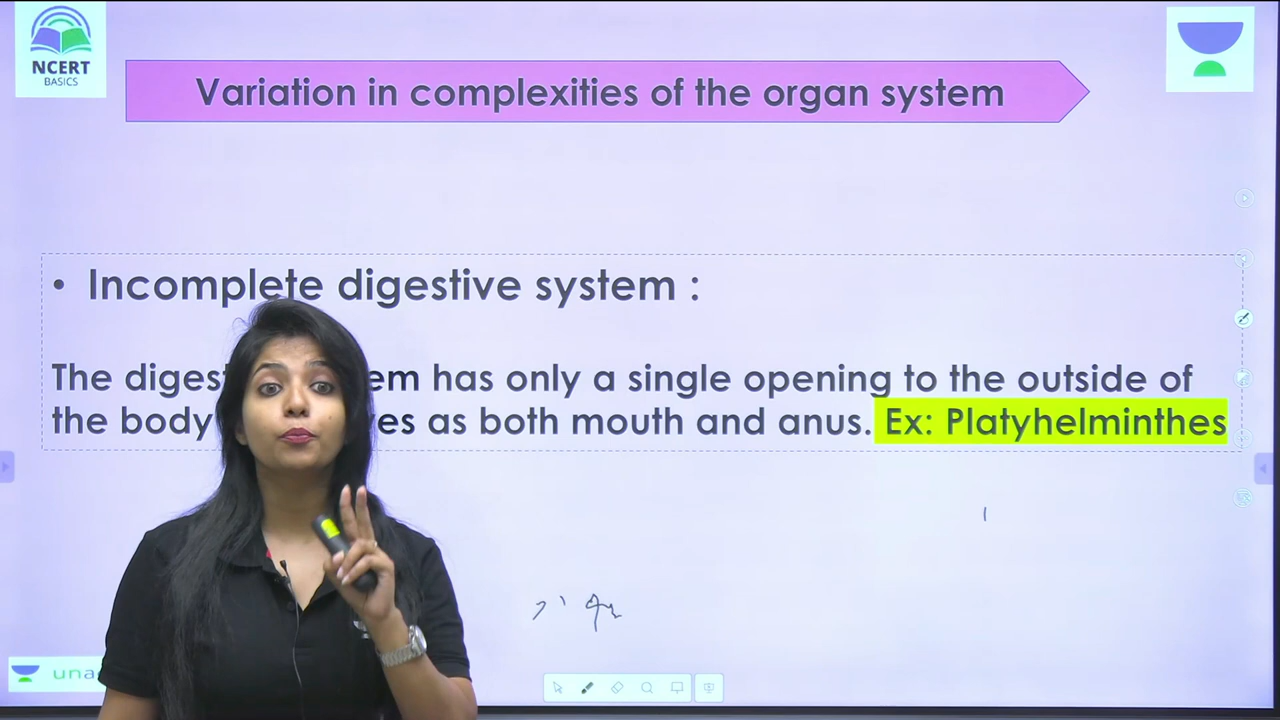 NCERT
BASICS
Variation in complexities of the organ system
• Incomplete digestive system :
The digest em has only a single opening to the outside of
the body es as both mouth and anus. Ex: Platyhelminthes
una